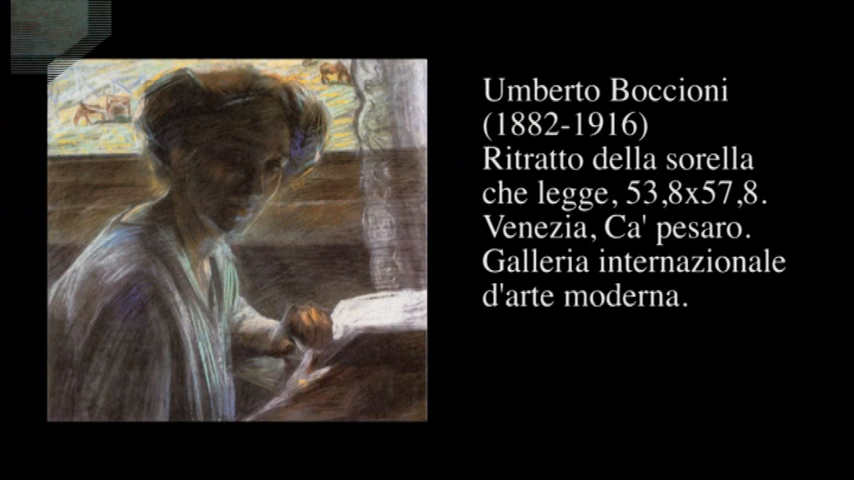 Umberto Boccioni
(1882-1916)
Ritratto della sorella
che legge, 53,8x57,8.
Venezia, Ca' pesaro.
Galleria internazionale
d'arte moderna.